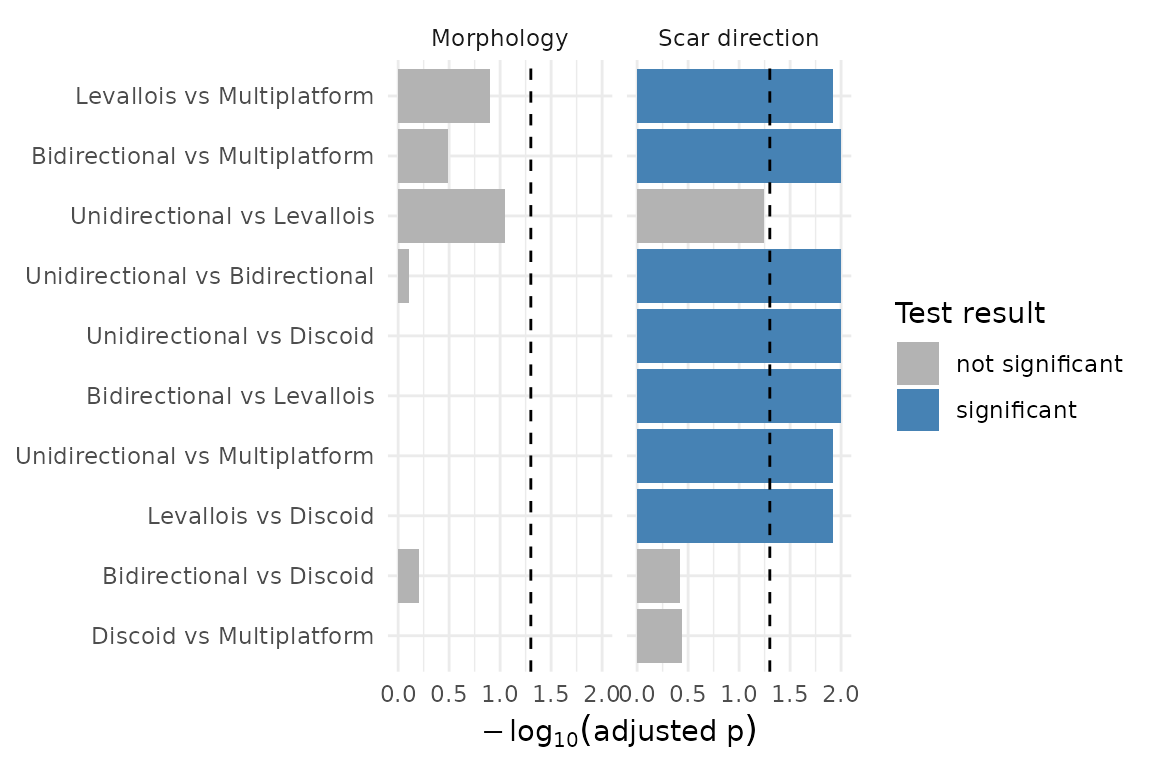 Morphology
Scar direction
Levallois vs Multiplatform
Bidirectional vs Multiplatform
Unidirectional vs Levallois
Unidirectional vs Bidirectional
Unidirectional vs Discoid
Bidirectional vs Levallois
Unidirectional vs Multiplatform
Levallois vs Discoid
Bidirectional vs Discoid
Discoid vs Multiplatform
0.0 0.5 1.0 1.5 2.0
0.0 0.5 1.0 1.5 2.0
−log₁₀(adjusted p)
Test result
not significant
significant